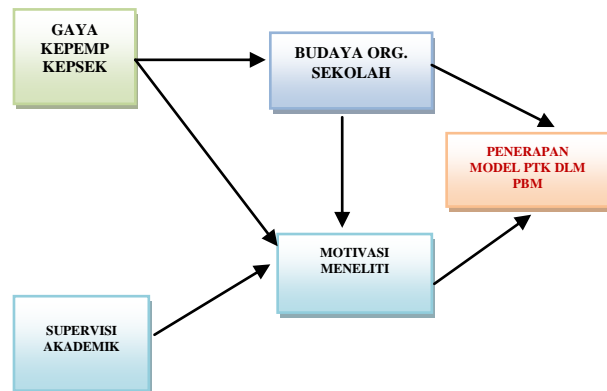 GAYA
KEPEMP
KEPSEK
BUDAYA ORG.
SEKOLAH
PENERAPAN
MODEL PTK DLM
PBM
MOTIVASI
MENELITI
SUPERVISI
AKADEMIK